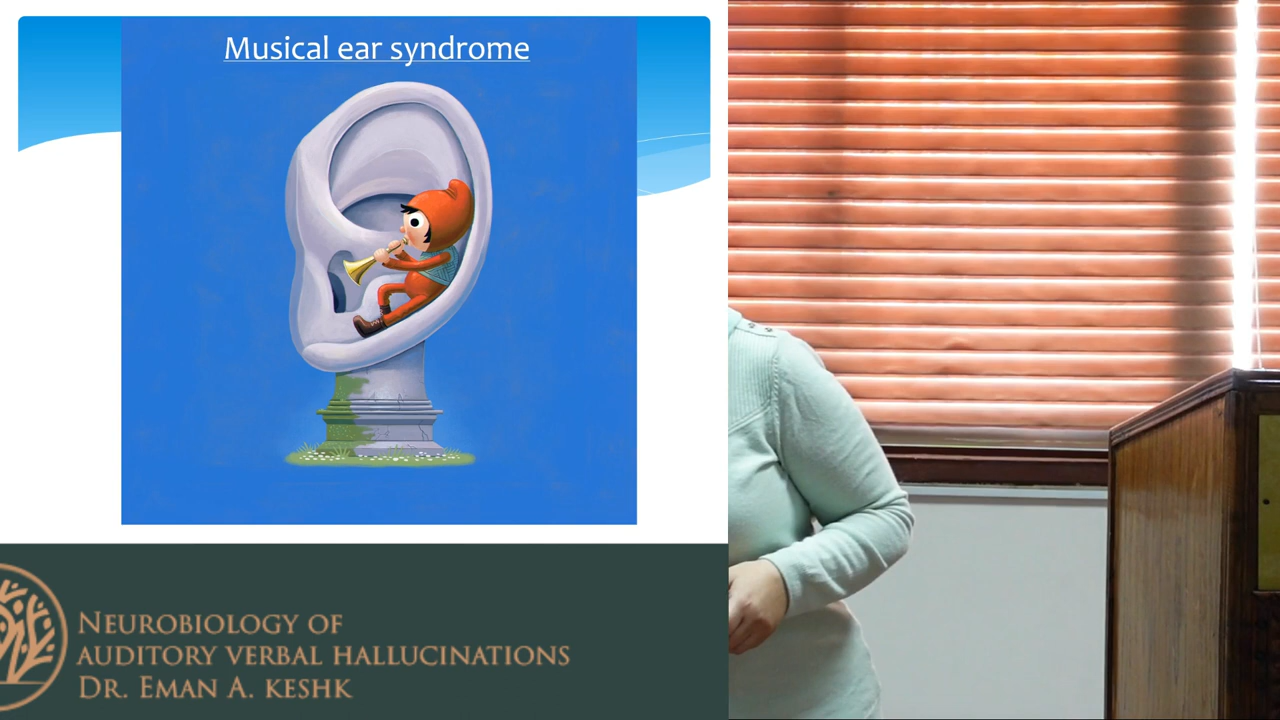 Musical ear syndrome
NEUROBIOLOGY OF
AUDITORY VERBAL HALLUCINATIONS
DR. EMAN A. KESHK